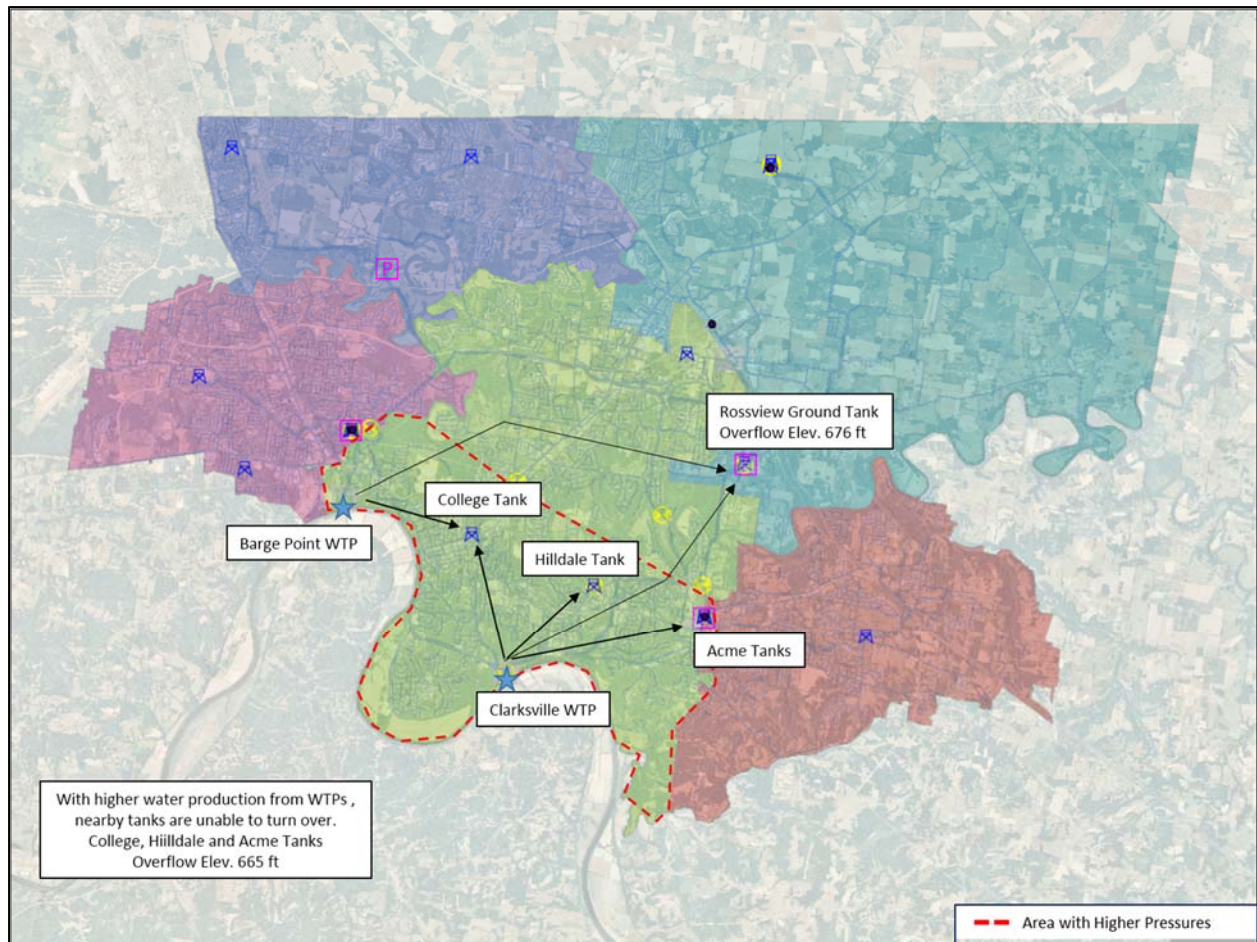 P
Rossview Ground Tank
Overflow Elev. 676 ft
College Tank
Barge Point WTP
Hilldale Tank
Acme Tanks
Clarksville WTP
With higher water production from WTPs ,
nearby tanks are unable to turn over.
College, Hiilldale and Acme Tanks
Overflow Elev. 665 ft
Area with Higher Pressures